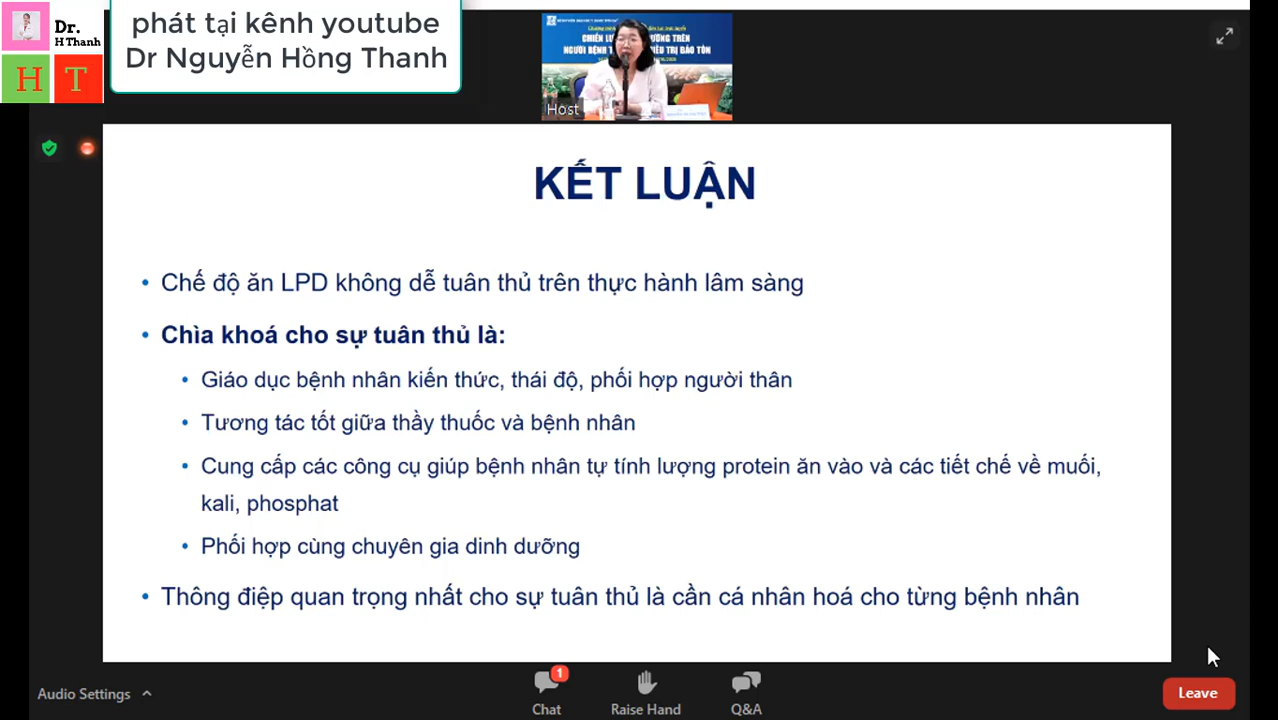 Dr.
H Thanh
H T
phát tại kênh youtube
Dr Nguyễn Hồng Thanh
NGƯỜI BỆNH
Host
KẾT LUẬN
• Chế độ ăn LPD không dễ tuân thủ trên thực hành lâm sàng
• Chìa khoá cho sự tuân thủ là:
• Giáo dục bệnh nhân kiến thức, thái độ, phối hợp người thân
• Tương tác tốt giữa thầy thuốc và bệnh nhân
• Cung cấp các công cụ giúp bệnh nhân tự tính lượng protein ăn vào và các tiết chế về muối,
kali, phosphat
• Phối hợp cùng chuyên gia dinh dưỡng
• Thông điệp quan trọng nhất cho sự tuân thủ là cần cá nhân hoá cho từng bệnh nhân
Audio Settings
1
Chat
Raise Hand
Q&A
Leave